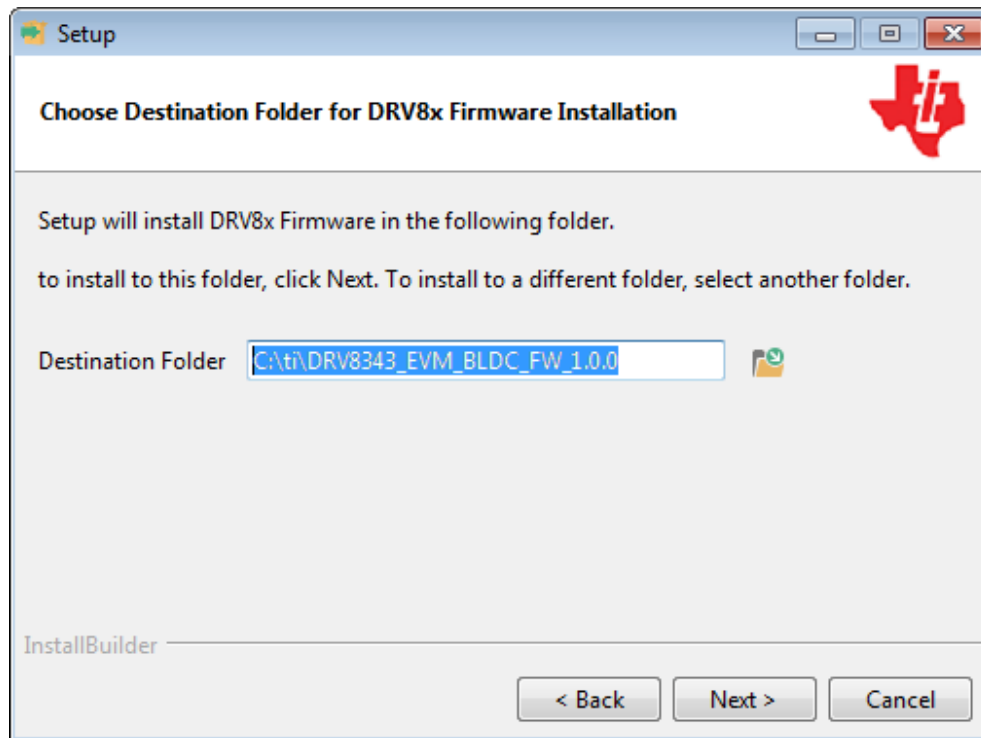 Setup
Choose Destination Folder for DRV8x Firmware Installation
Setup will install DRV8x Firmware in the following folder.
to install to this folder, click Next. To install to a different folder, select another folder.
Destination Folder C:\ti\DRV8343_EVM_BLDC_FW_1.0.0
InstallBuilder
< Back Next > Cancel